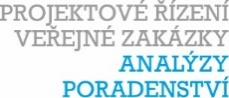 PROJEKTOVÉ ŘÍZENÍ
VEŘEJNÉ ZAKÁZKY
ANALÝZY
PORADENSTVÍ